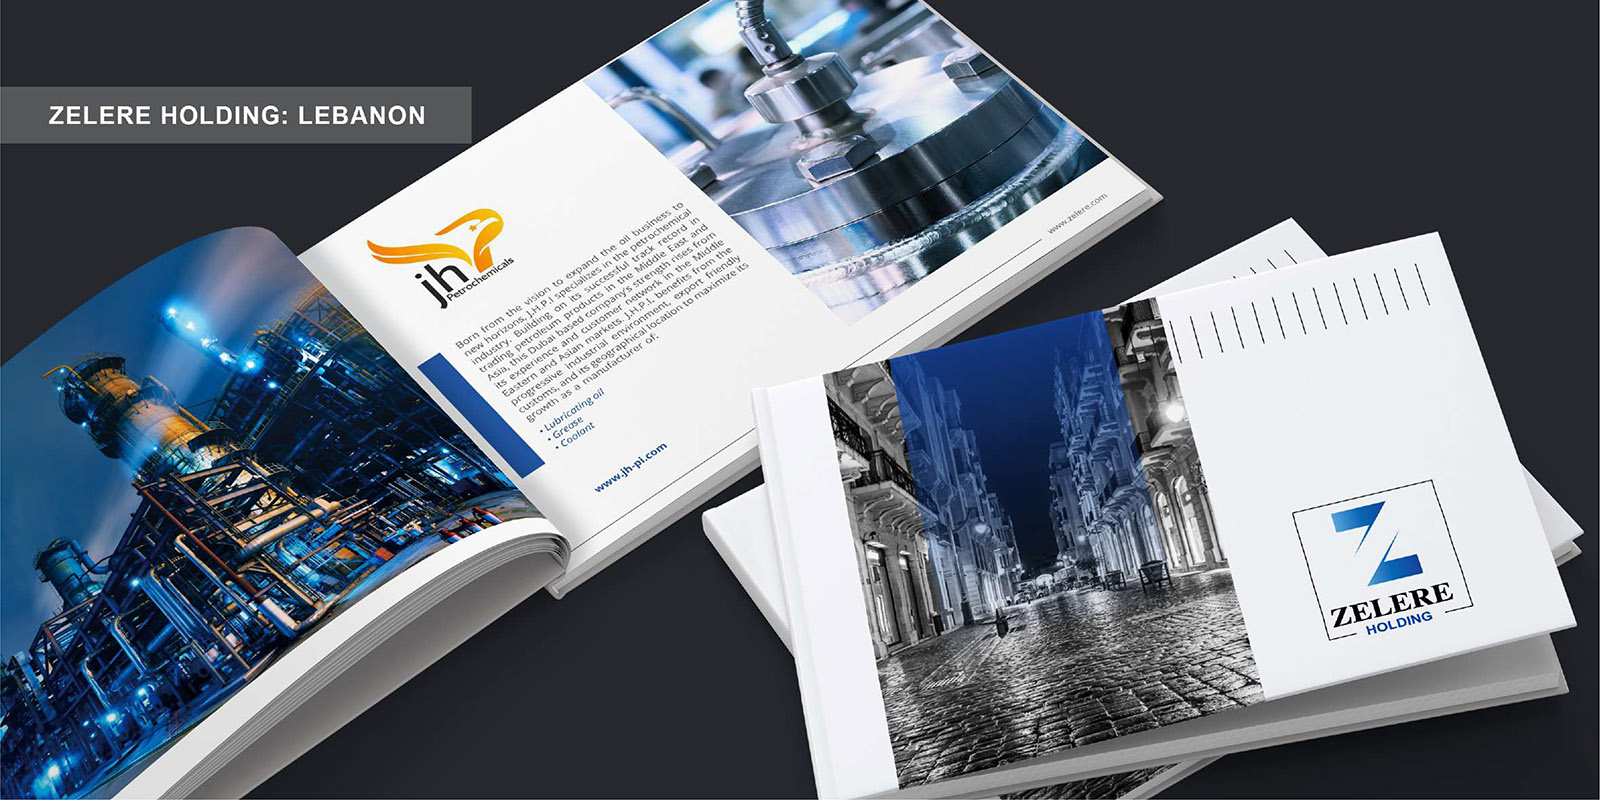 ZELERE HOLDING: LEBANON
jh
Petrochemicals
Born from the vision to expand the oil business to
new horizons, J.H.P.I specializes in the petrochemical
industry. Building on its successful track record in
trading petroleum products in the Middle East and
Asia, this Dubai based company's strength rises from
its experience and customer network in the Middle
Eastern and Asian markets. J.H.P.I. benefits from the
progressive industrial environment, export friendly
customs, and its geographical location to maximize its
growth as a manufacturer of:
• Lubricating oil
• Grease
• Coolant
www.jh-pi.com
www.zelere.com
ZELERE
HOLDING